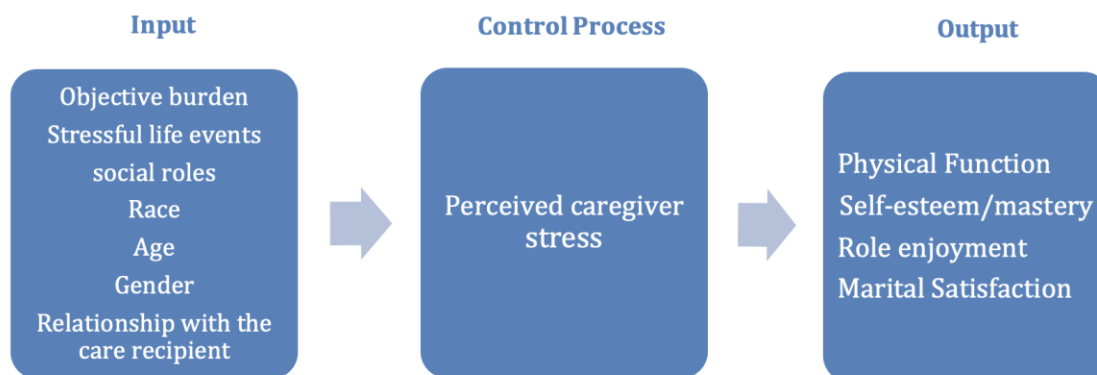 Input
Objective burden
Stressful life events
social roles
Race
Age
Gender
Relationship with the
care recipient
Control Process
Perceived caregiver
stress
Output
Physical Function
Self-esteem/mastery
Role enjoyment
Marital Satisfaction